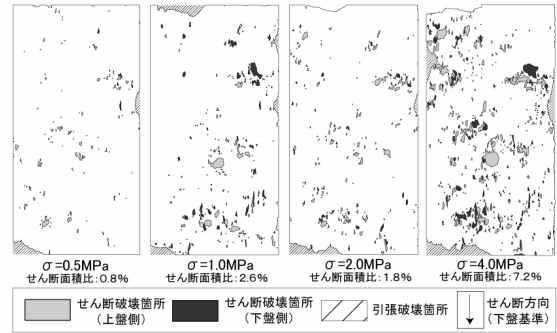 σ=0.5MPa
せん断面積比:0.8%
σ=1.0MPa
せん断面積比:2.6%
σ=2.0MPa
せん断面積比:1.8%
σ=4.0MPa
せん断面積比:7.2%
せん断破壊箇所
(上盤側)
せん断破壊箇所
(下盤側)
引張破壊箇所
せん断方向
(下盤基準)